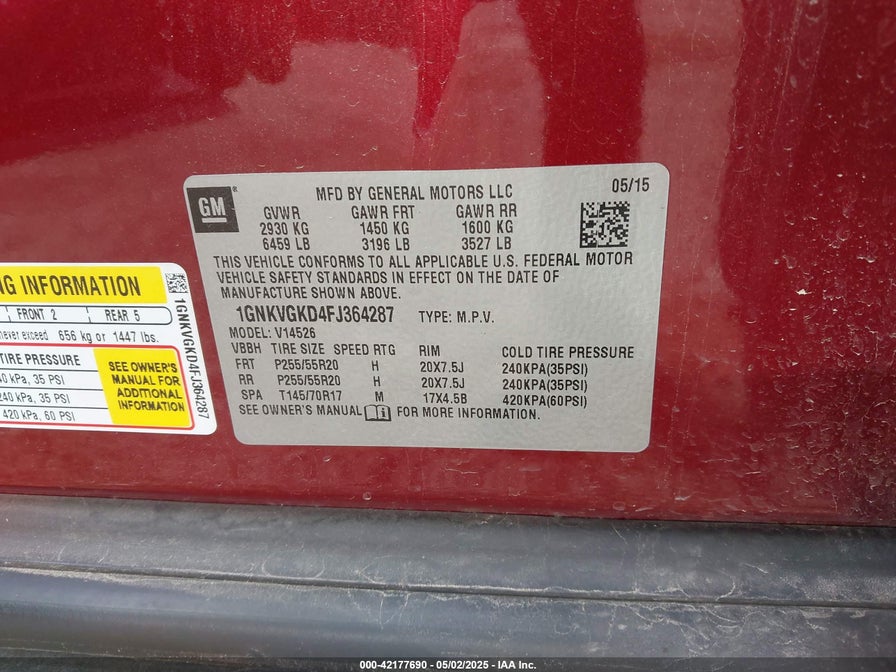 GM
MFD BY GENERAL MOTORS LLC
05/15
GVWR GAWR FRT GAWR RR
2930 KG 1450 KG 1600 KG
6459 LB 3196 LB 3527 LB
THIS VEHICLE CONFORMS TO ALL APPLICABLE U.S. FEDERAL MOTOR
VEHICLE SAFETY STANDARDS IN EFFECT ON THE DATE OF
MANUFACTURE SHOWN ABOVE.
1GNKVGKD4FJ364287 TYPE: M.P.V.
MODEL: V14526
VBBH TIRE SIZE SPEED RTG RIM COLD TIRE PRESSURE
FRT P255/55R20 H 20X7.5J 240KPA(35PSI)
RR P255/55R20 H 20X7.5J 240KPA(35PSI)
SPA T145/70R17 M 17X4.5B 420KPA(60PSI)
SEE OWNER'S MANUAL i FOR MORE INFORMATION.
NG INFORMATION
FRONT 2 REAR 5
never exceed 656 kg or 1447 lbs.
TIRE PRESSURE
40 kPa, 35 PSI
240 kPa, 35 PSI
420 kPa, 60 PSI
SEE OWNER'S
MANUAL FOR
ADDITIONAL
INFORMATION
1GNKVGKD4FJ364287
000-42177690 - 05/02/2025 - IAA Inc.